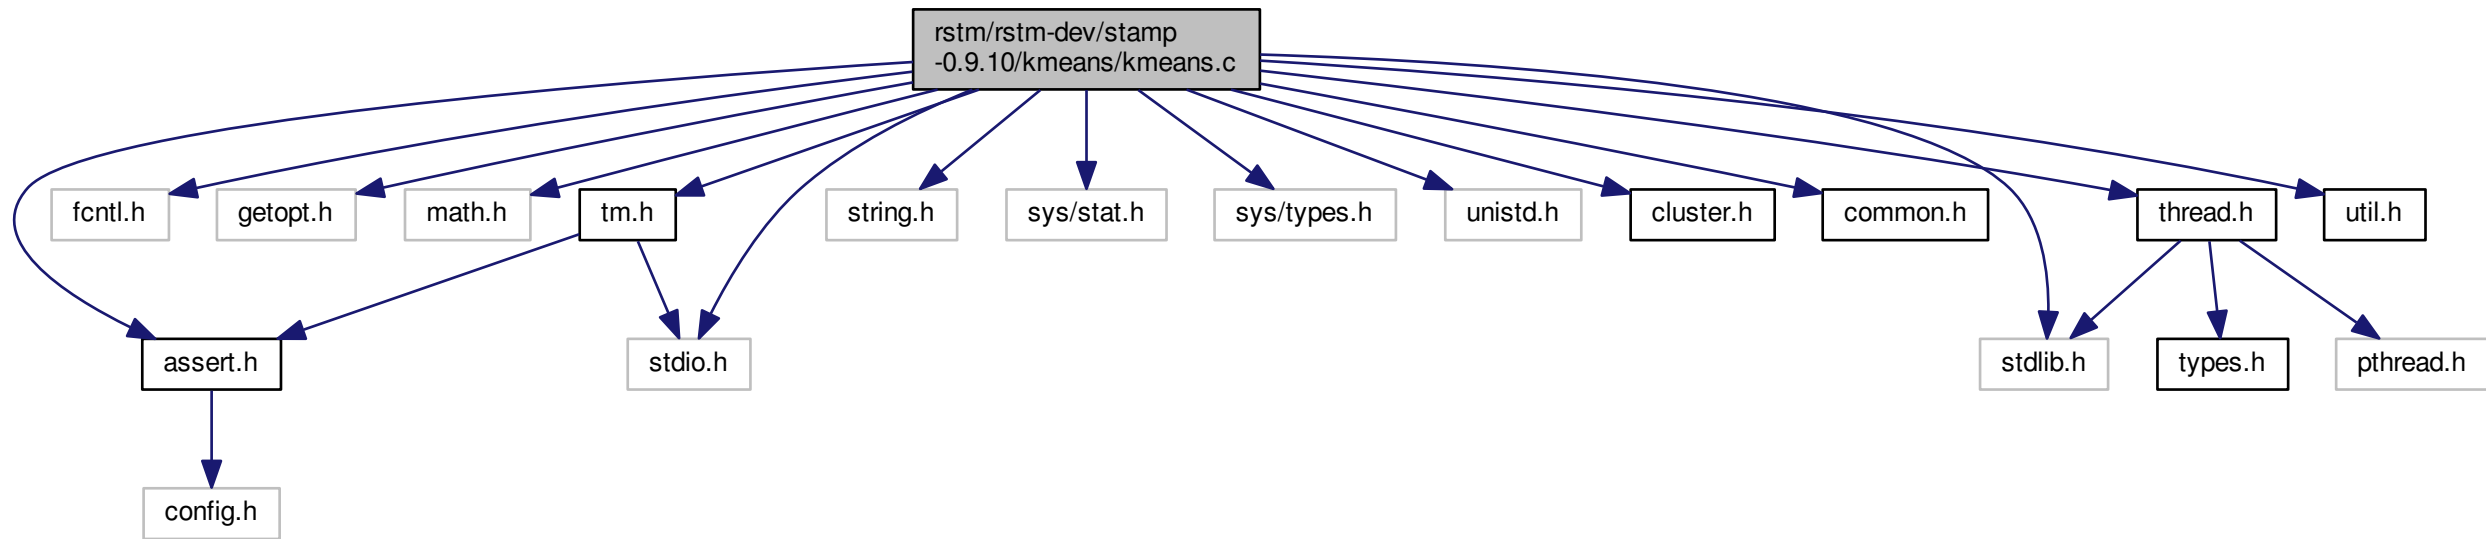 rstm/rstm-dev/stamp
-0.9.10/kmeans/kmeans.c
fcntl.h
getopt.h
math.h
tm.h
string.h
sys/stat.h
sys/types.h
unistd.h
cluster.h
common.h
thread.h
util.h
assert.h
stdio.h
stdlib.h
types.h
pthread.h
config.h